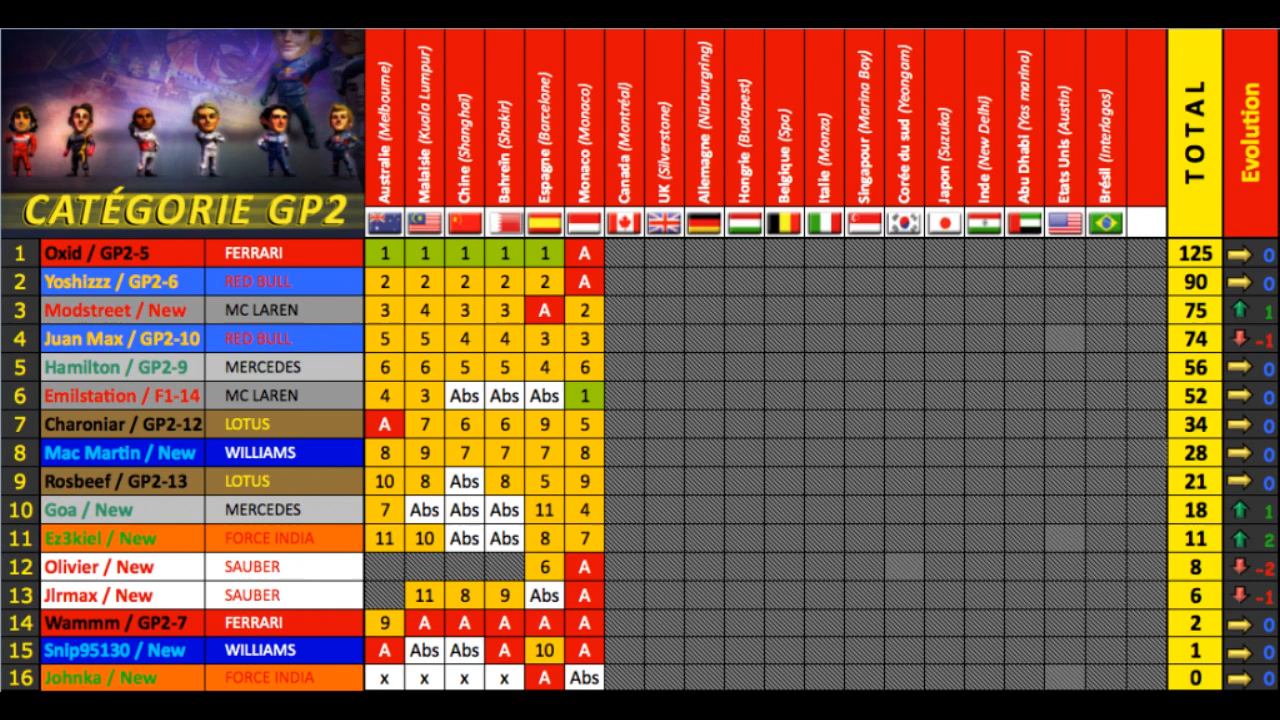 CATÉGORIE GP2
Australie (Melbourne)
Malaisie (Kuala Lumpur)
Chine (Shanghaï)
Bahreïn (Shakir)
Espagne (Barcelone)
Monaco (Monaco)
Canada (Montréal)
UK (Silverstone)
Allemagne (Nürburgring)
Hongrie (Budapest)
Belgique (Spa)
Italie (Monza)
Singapour (Marina Bay)
Corée du sud (Yeongam)
Japon (Suzuka)
Inde (New Delhi)
Abu Dhabi (Yas marina)
Etats Unis (Austin)
Brésil (Interlagos)
TOTAL
Evolution
1 Oxid / GP2-5 FERRARI 1 1 1 1 1 A 125 0
2 Yoshizzz / GP2-6 RED BULL 2 2 2 2 2 A 90 0
3 Modstreet / New MC LAREN 3 4 3 3 A 2 75 1
4 Juan Max / GP2-10 RED BULL 5 5 4 4 3 3 74 -1
5 Hamilton / GP2-9 MERCEDES 6 6 5 5 4 6 56 0
6 Emilstation / F1-14 MC LAREN 4 3 Abs Abs Abs 1 52 0
7 Charoniar / GP2-12 LOTUS A 7 6 6 9 5 34 0
8 Mac Martin / New WILLIAMS 8 9 7 7 7 8 28 0
9 Rosbeef / GP2-13 LOTUS 10 8 Abs 8 5 9 21 0
10 Goa / New MERCEDES 7 Abs Abs Abs 11 4 18 1
11 Ez3kiel / New FORCE INDIA 11 10 Abs Abs 8 7 11 2
12 Olivier / New SAUBER 6 A 8 -2
13 Jlrmax / New SAUBER 11 8 9 Abs A 6 -1
14 Wammm / GP2-7 FERRARI 9 A A A A A 2 0
15 Snip95130 / New WILLIAMS A Abs Abs A 10 A 1 0
16 Johnka / New FORCE INDIA x x x x A Abs 0 0